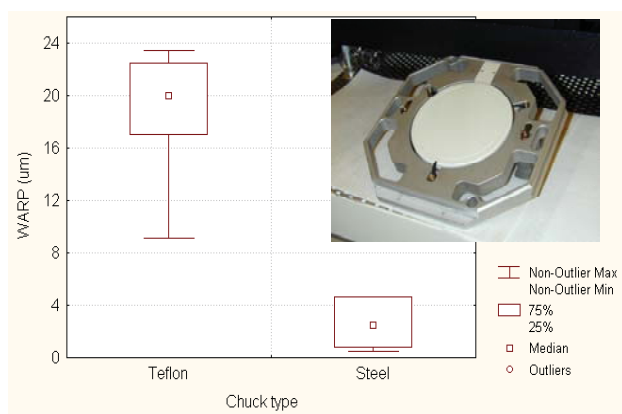 24
20
16
12
8
4
0
WARP (um)
Teflon
Steel
Chuck type
Non-Outlier Max
Non-Outlier Min
75%
25%
Median
Outliers